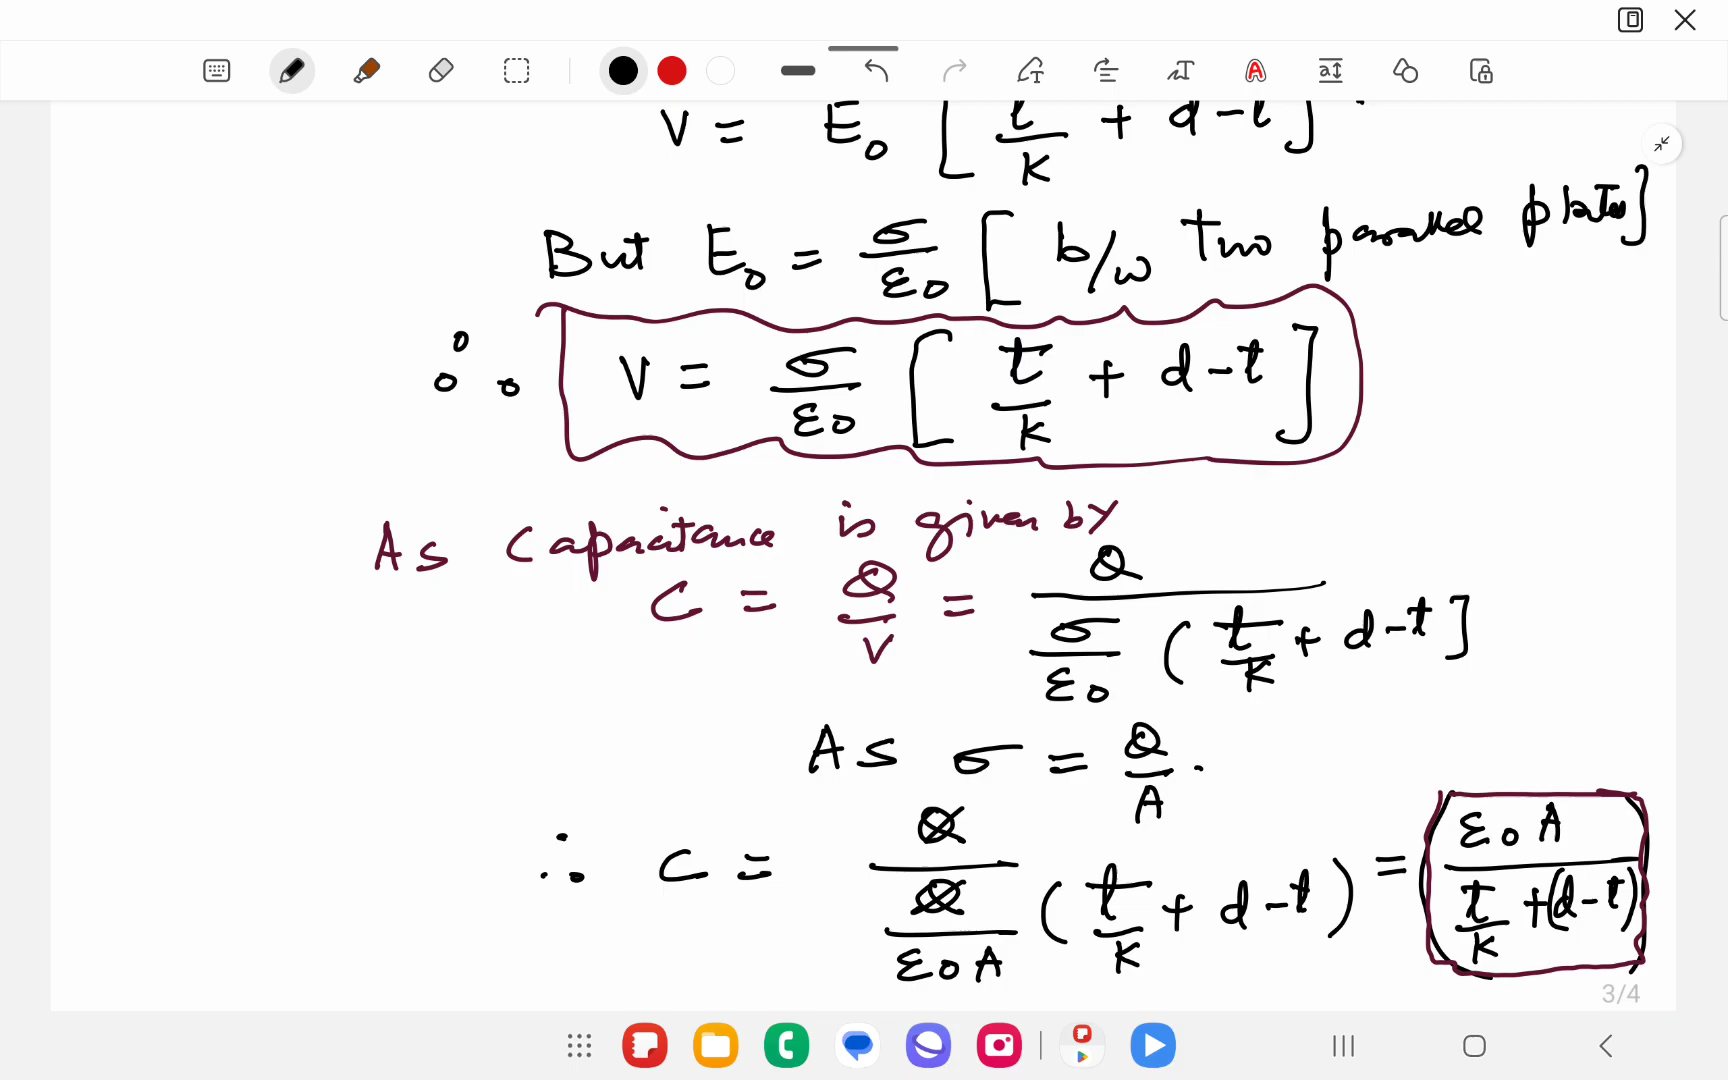 V = E₀ [ t/K + d-t ]
But E₀ = σ/ε₀ [ b/w two parallel plates]
∴ V = σ/ε₀ [ t/K + d-t ]
As Capacitance is given by
C = Q/V = Q / σ/ε₀ ( t/K + d-t ]
As σ = Q/A .
∴ C = Q / Q/ε₀A ( t/K + d-t ) = ε₀A / t/K + (d-t)
3/4